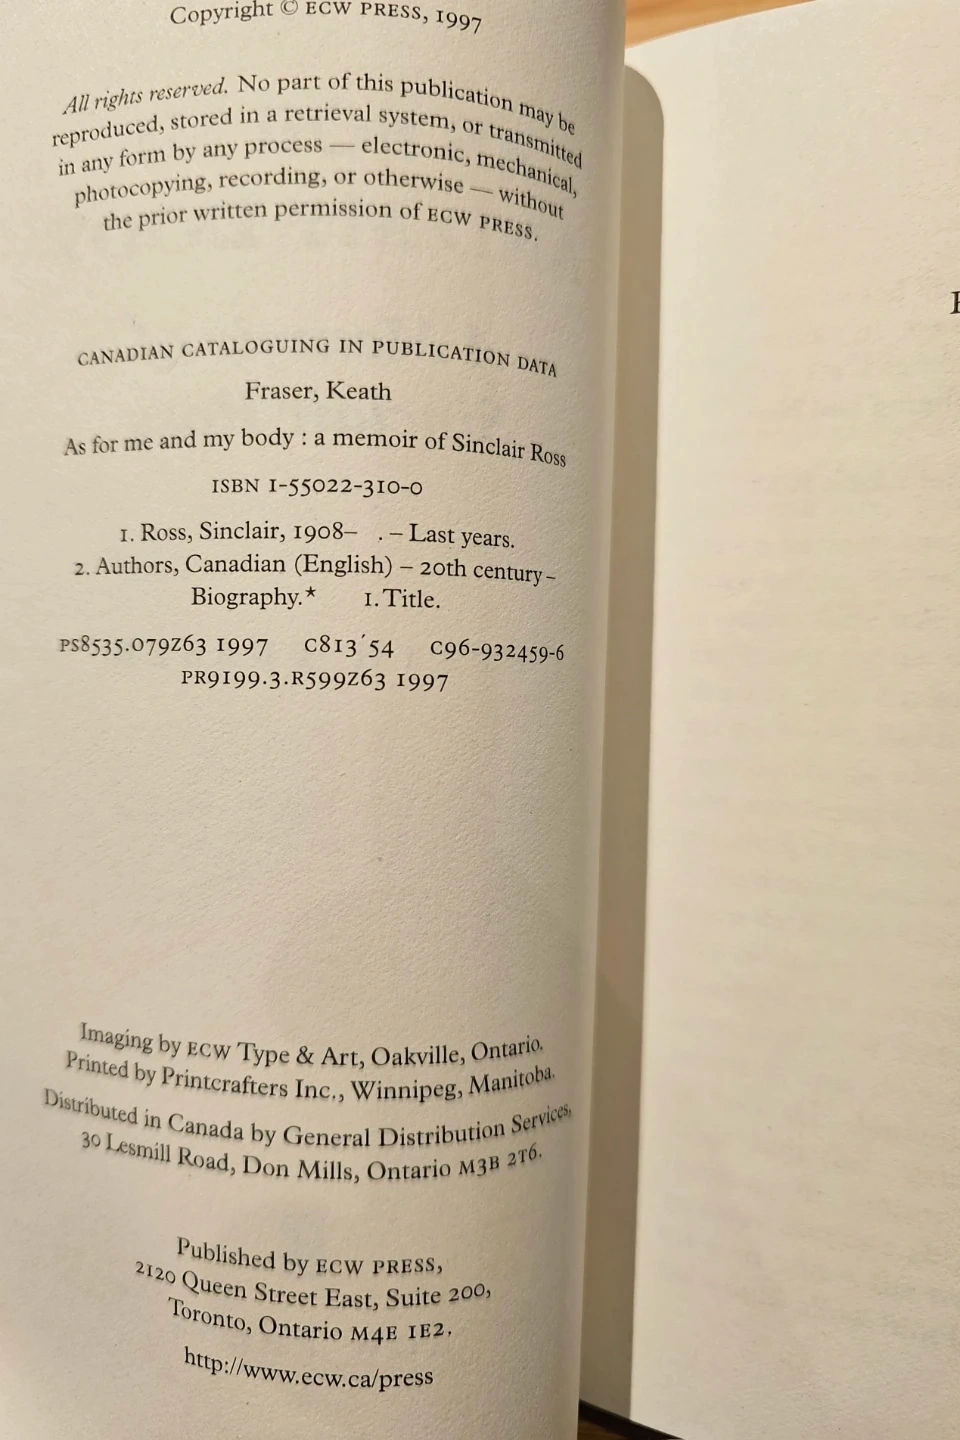 Copyright © ECW PRESS, 1997
All rights reserved. No part of this publication may be
reproduced, stored in a retrieval system, or transmitted
in any form by any process — electronic, mechanical,
photocopying, recording, or otherwise — without
the prior written permission of ECW PRESS.
CANADIAN CATALOGUING IN PUBLICATION DATA
Fraser, Keath
As for me and my body : a memoir of Sinclair Ross
ISBN 1-55022-310-0
1. Ross, Sinclair, 1908– . – Last years.
2. Authors, Canadian (English) – 20th century –
Biography.* I. Title.
PS8535.079Z63 1997 C813´54 C96-932459-6
PR9199.3.R599Z63 1997
Imaging by ECW Type & Art, Oakville, Ontario.
Printed by Printcrafters Inc., Winnipeg, Manitoba.
Distributed in Canada by General Distribution Services,
30 Lesmill Road, Don Mills, Ontario M3B 2T6.
Published by ECW PRESS,
2120 Queen Street East, Suite 200,
Toronto, Ontario M4E 1E2.
http://www.ecw.ca/press